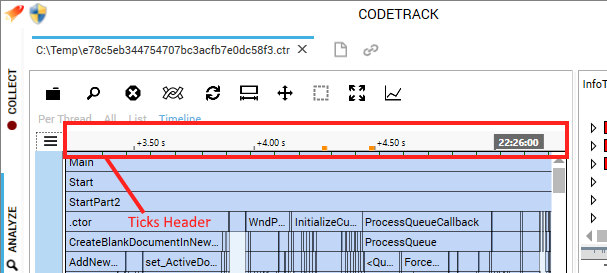 CODETRACK
COLLECT
ANALYZE
C:\Temp\e78c5eb344754707bc3acfb7e0dc58f3.ctr
InfoT
Per Thread All List Timeline
+3.50 s +4.00 s +4.50 s 22:26:00
Main
Start
StartPart2
Ticks Header
.ctor WndP... InitializeCu... ProcessQueueCallback
CreateBlankDocumentInNew... ProcessQueue
AddNew... set_ActiveDo... <Qu... Force...